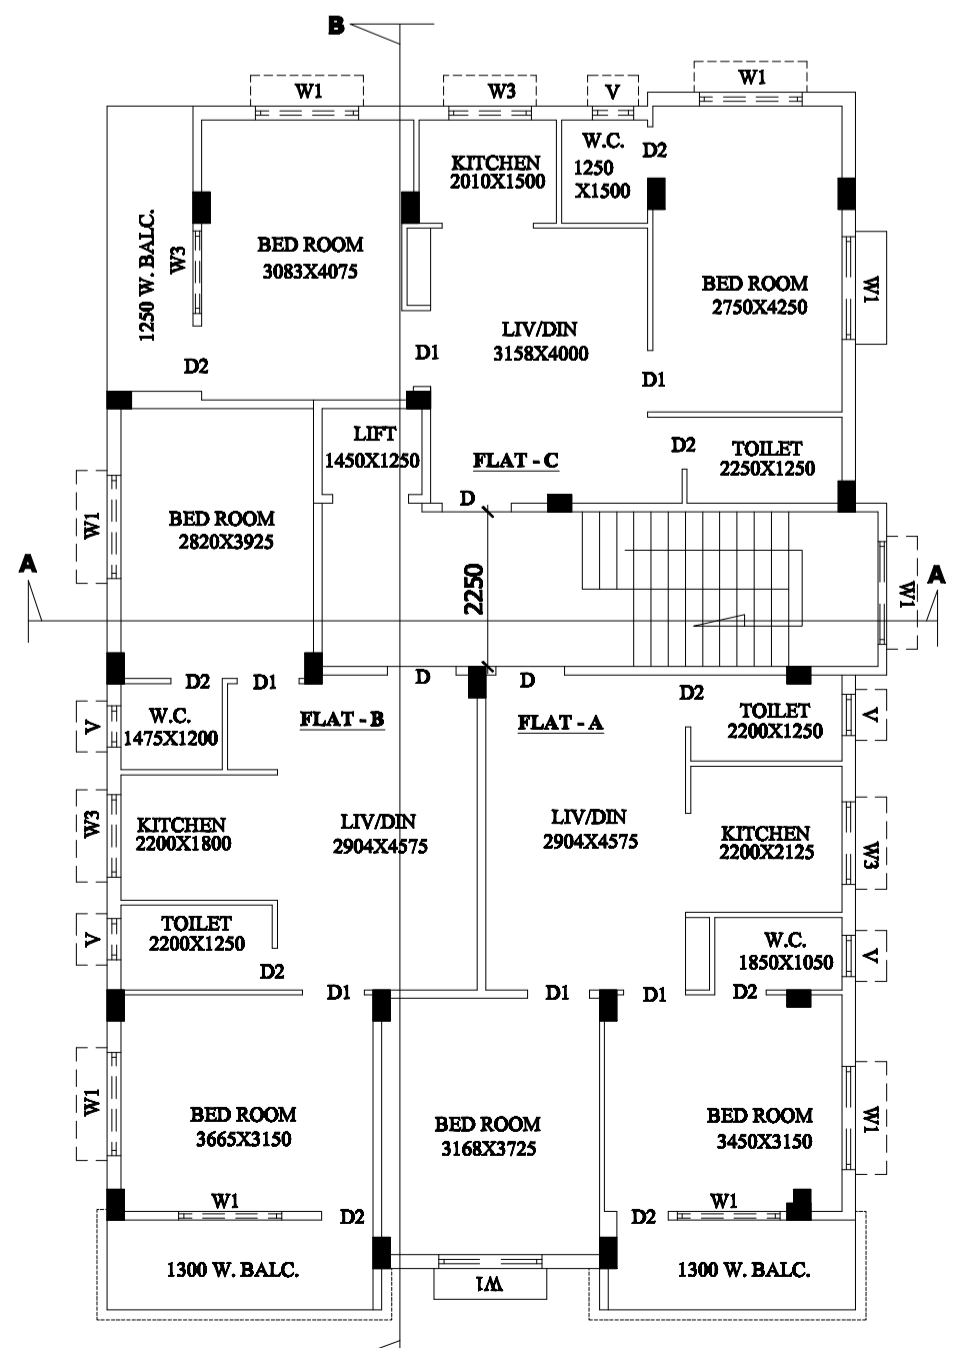 B
W1
W3
V
W1
W.C.
1250
X1500
D2
KITCHEN
2010X1500
1250 W. BALC.
W3
BED ROOM
3083X4075
BED ROOM
2750X4250
W1
LIV/DIN
3158X4000
D2
D1
D1
LIFT
1450X1250
FLAT - C
D2
TOILET
2250X1250
D
W1
BED ROOM
2820X3925
A
2250
W1
A
D2
D1
D
D
D2
V
W.C.
1475X1200
FLAT - B
FLAT - A
TOILET
2200X1250
V
W3
KITCHEN
2200X1800
LIV/DIN
2904X4575
LIV/DIN
2904X4575
KITCHEN
2200X2125
W3
V
TOILET
2200X1250
D2
W.C.
1850X1050
V
D1
D1
D1
D2
W1
BED ROOM
3665X3150
BED ROOM
3168X3725
BED ROOM
3450X3150
W1
W1
D2
D2
W1
1300 W. BALC.
W1
1300 W. BALC.